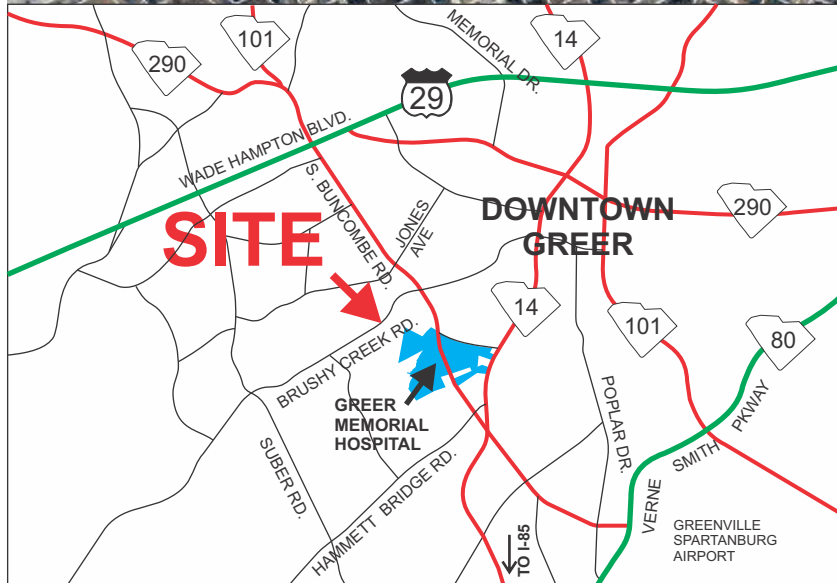 101
MEMORIAL DR.
14
290
29
WADE HAMPTON BLVD.
S. BUNCOMBE RD.
JONES
AVE
DOWNTOWN
GREER
290
SITE
14
101
80
BRUSHY CREEK RD.
GREER
MEMORIAL
HOSPITAL
POPLAR DR.
VERNE SMITH PKWAY
SUBER RD.
HAMMETT BRIDGE RD.
TO I-85
GREENVILLE
SPARTANBURG
AIRPORT